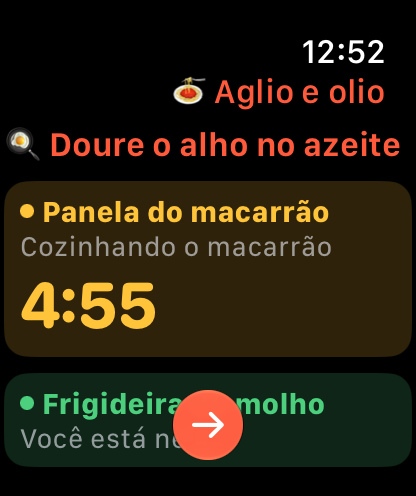 12:52
Aglio e olio
Doure o alho no azeite
Panela do macarrão
Cozinhando o macarrão
4:55
Frigideira molho
Você está